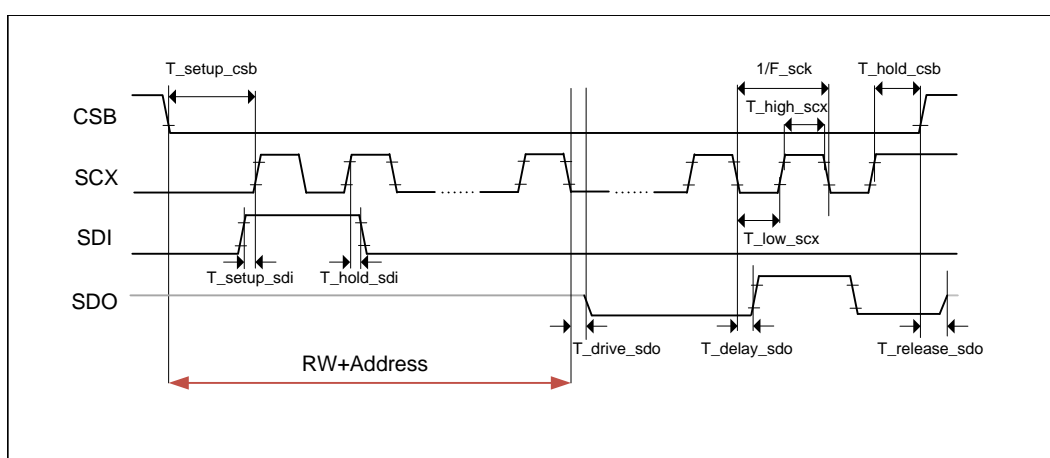 T_setup_csb
1/F_sck
T_hold_csb
CSB
T_high_scx
SCX
......
......
SDI
T_low_scx
T_setup_sdi
T_hold_sdi
SDO
T_drive_sdo
T_delay_sdo
T_release_sdo
RW+Address